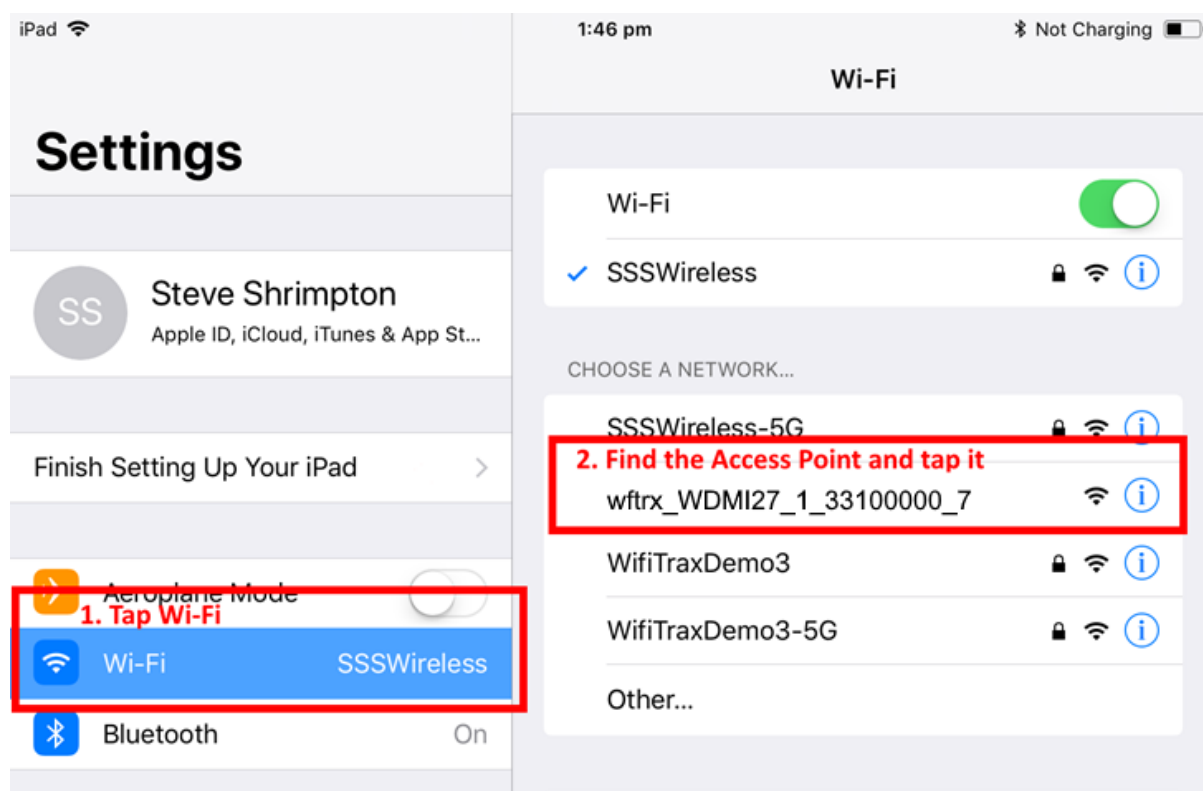 iPad
1:46 pm
Not Charging
Wi-Fi
Settings
Wi-Fi
SSSWireless
SS
Steve Shrimpton
Apple ID, iCloud, iTunes & App St...
CHOOSE A NETWORK...
SSSWireless-5G
Finish Setting Up Your iPad
2. Find the Access Point and tap it
wftrx_WDMI27_1_33100000_7
WifiTraxDemo3
Aeroplane Mode
1. Tap Wi-Fi
WifiTraxDemo3-5G
Wi-Fi SSSWireless
Other...
Bluetooth On